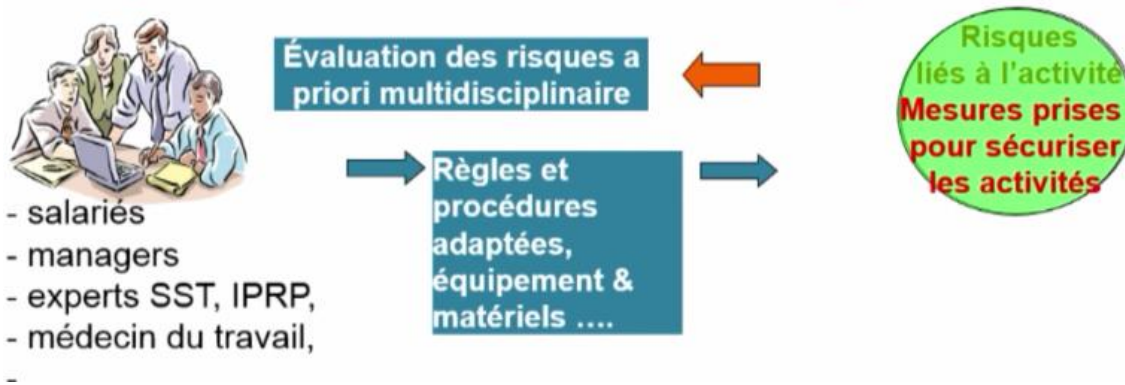 Évaluation des risques a
priori multidisciplinaire
Risques
liés à l'activité
Mesures prises
pour sécuriser
les activités
Règles et
procédures
adaptées,
équipement &
matériels ....
- salariés
- managers
- experts SST, IPRP,
- médecin du travail,
-